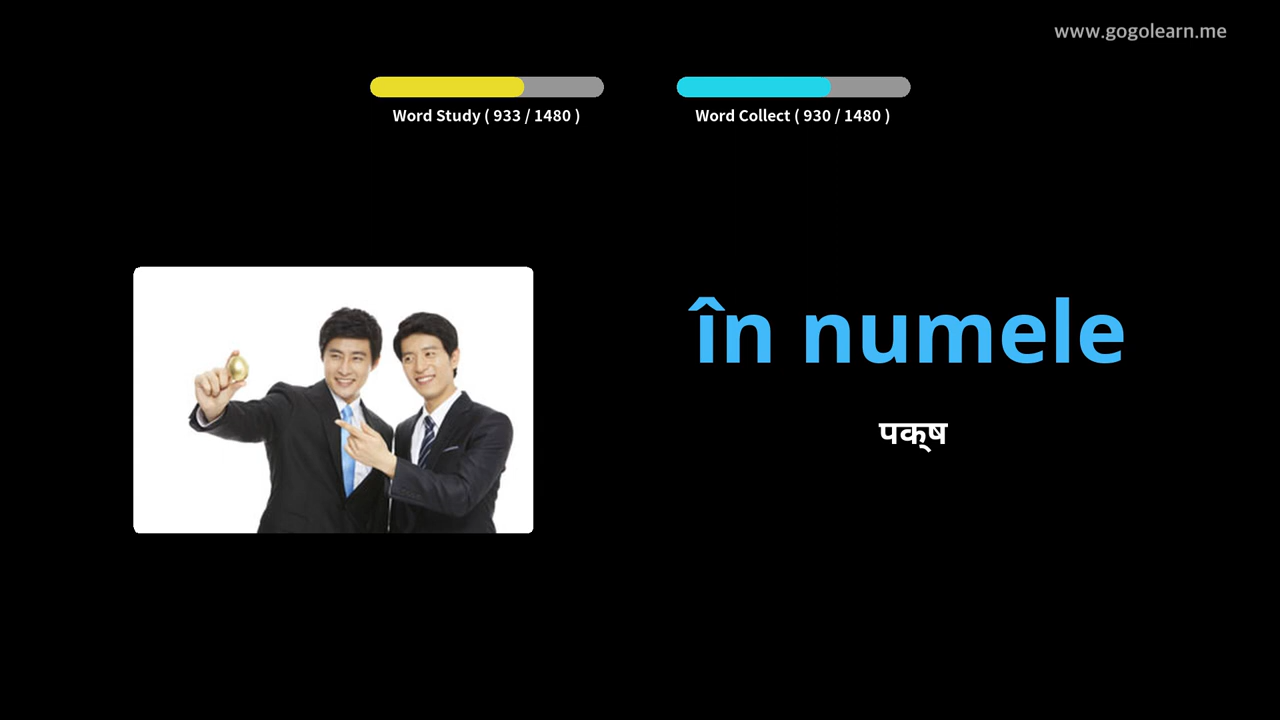 www.gogolearn.me
Word Study ( 933 / 1480 )
Word Collect ( 930 / 1480 )
în numele
पक्ष